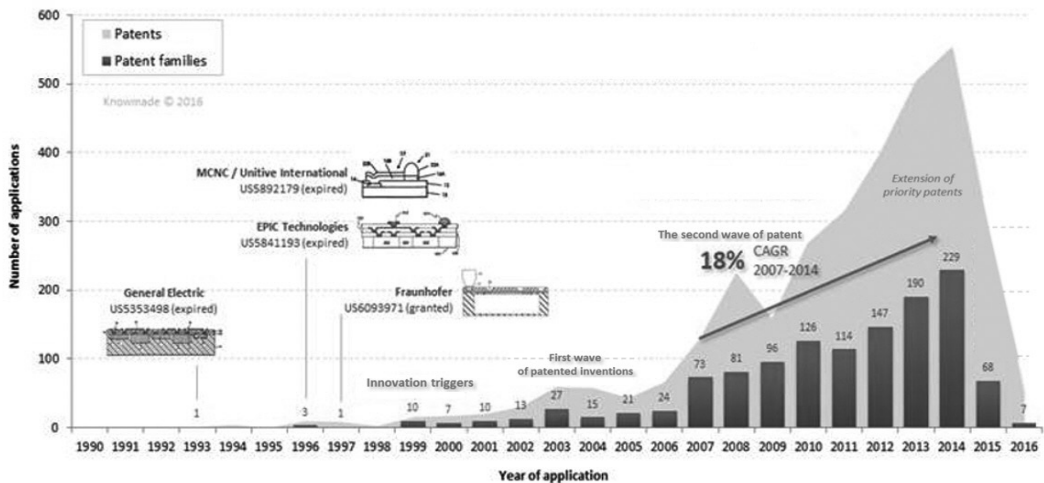 600
500
400
300
200
100
0
Number of applications
Patents
Patent families
Knowmade © 2016
MCNC / Unitive International
US5892179 (expired)
EPIC Technologies
US5841193 (expired)
General Electric
US5353498 (expired)
Fraunhofer
US6093971 (granted)
Innovation triggers
First wave
of patented inventions
The second wave of patent
18% CAGR
2007-2014
Extension of
priority patents
1 3 1 10 7 10 13 27 15 21 24 73 81 96 126 114 147 190 229 68 7
1990 1991 1992 1993 1994 1995 1996 1997 1998 1999 2000 2001 2002 2003 2004 2005 2006 2007 2008 2009 2010 2011 2012 2013 2014 2015 2016
Year of application